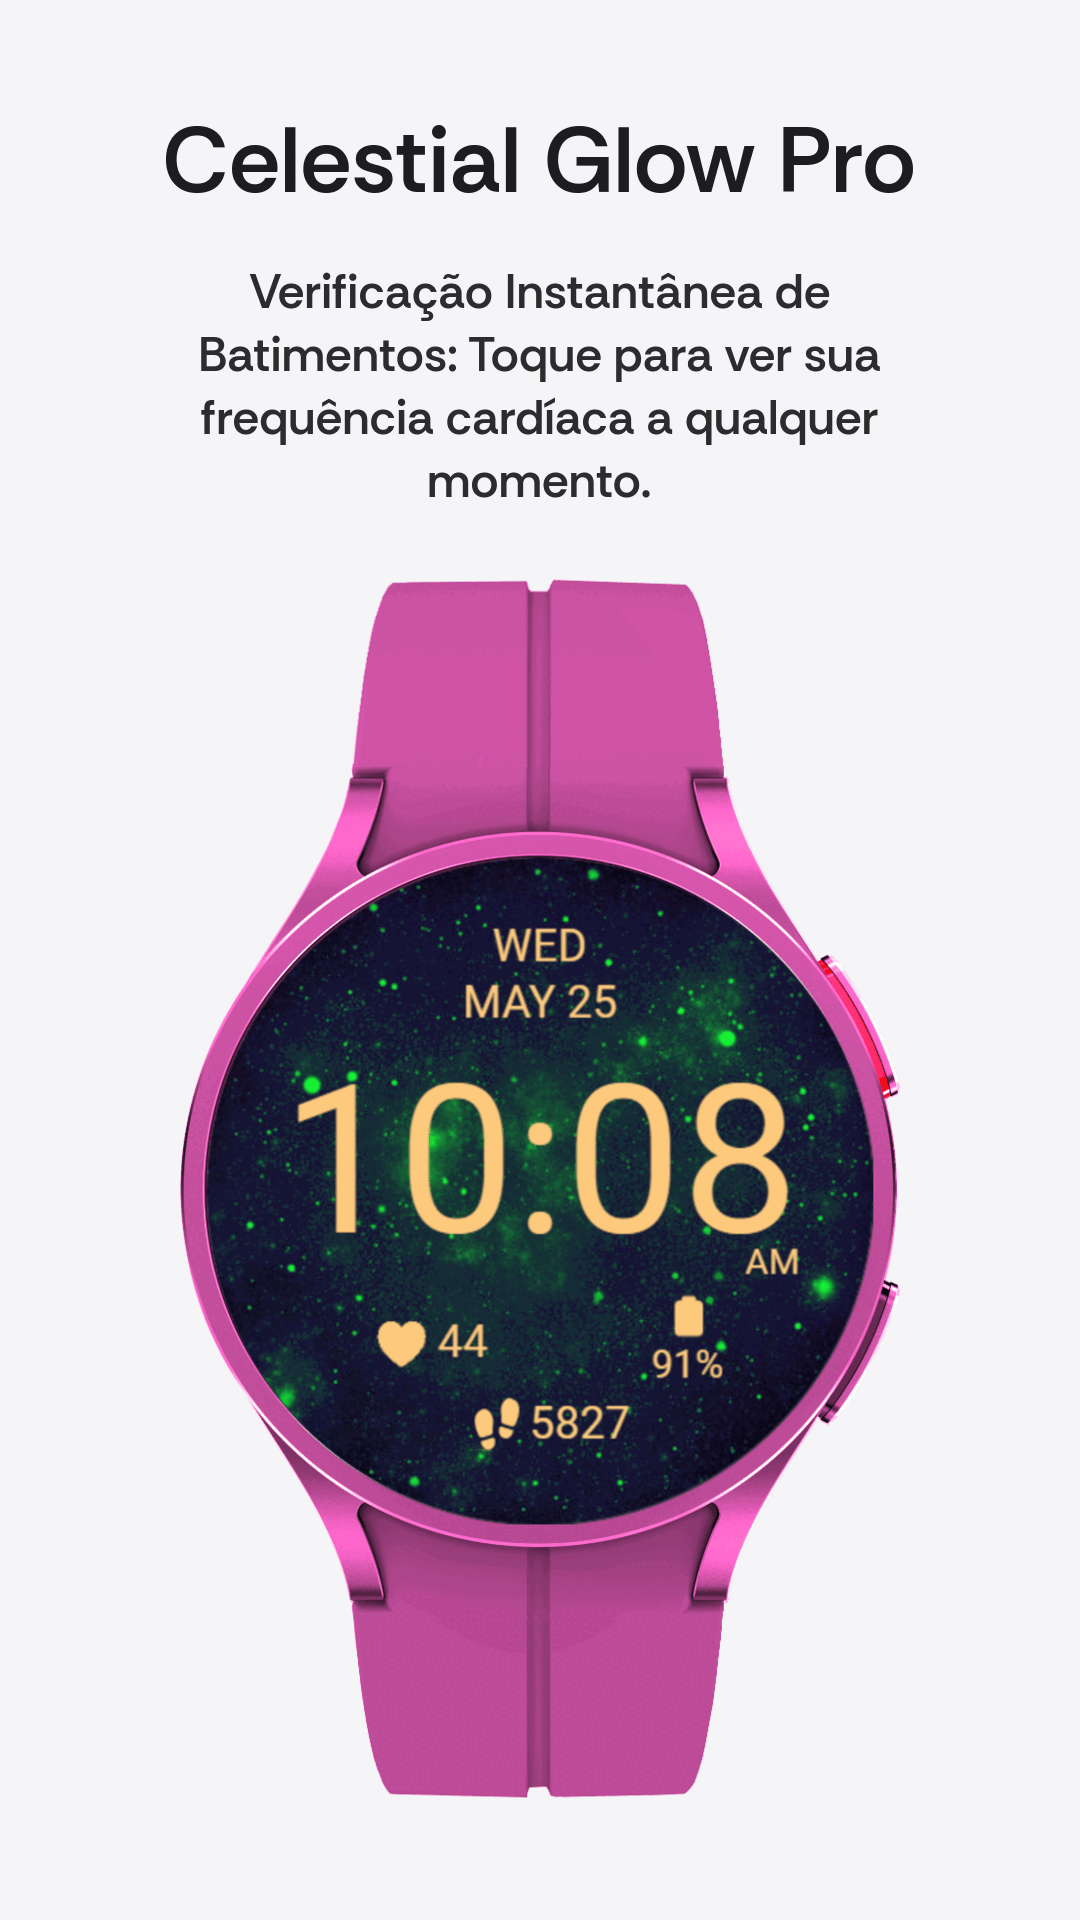 Celestial Glow Pro
Verificação Instantânea de
Batimentos: Toque para ver sua
frequência cardíaca a qualquer
momento.
WED
MAY 25
10:08
AM
44
91%
5827